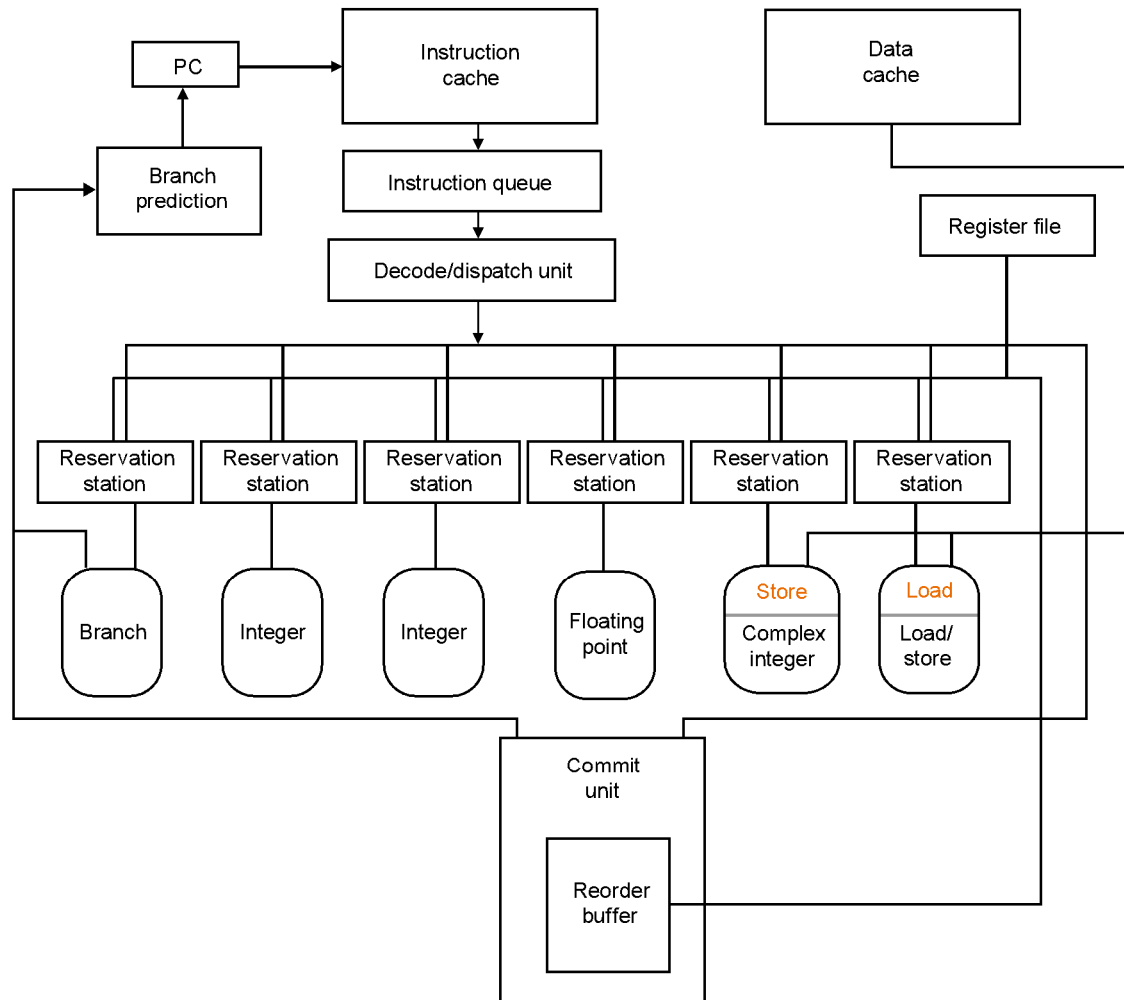 PC
Instruction
cache
Data
cache
Branch
prediction
Instruction queue
Register file
Decode/dispatch unit
Reservation
station
Reservation
station
Reservation
station
Reservation
station
Reservation
station
Reservation
station
Branch
Integer
Integer
Floating
point
Store
Complex
integer
Load
Load/
store
Commit
unit
Reorder
buffer